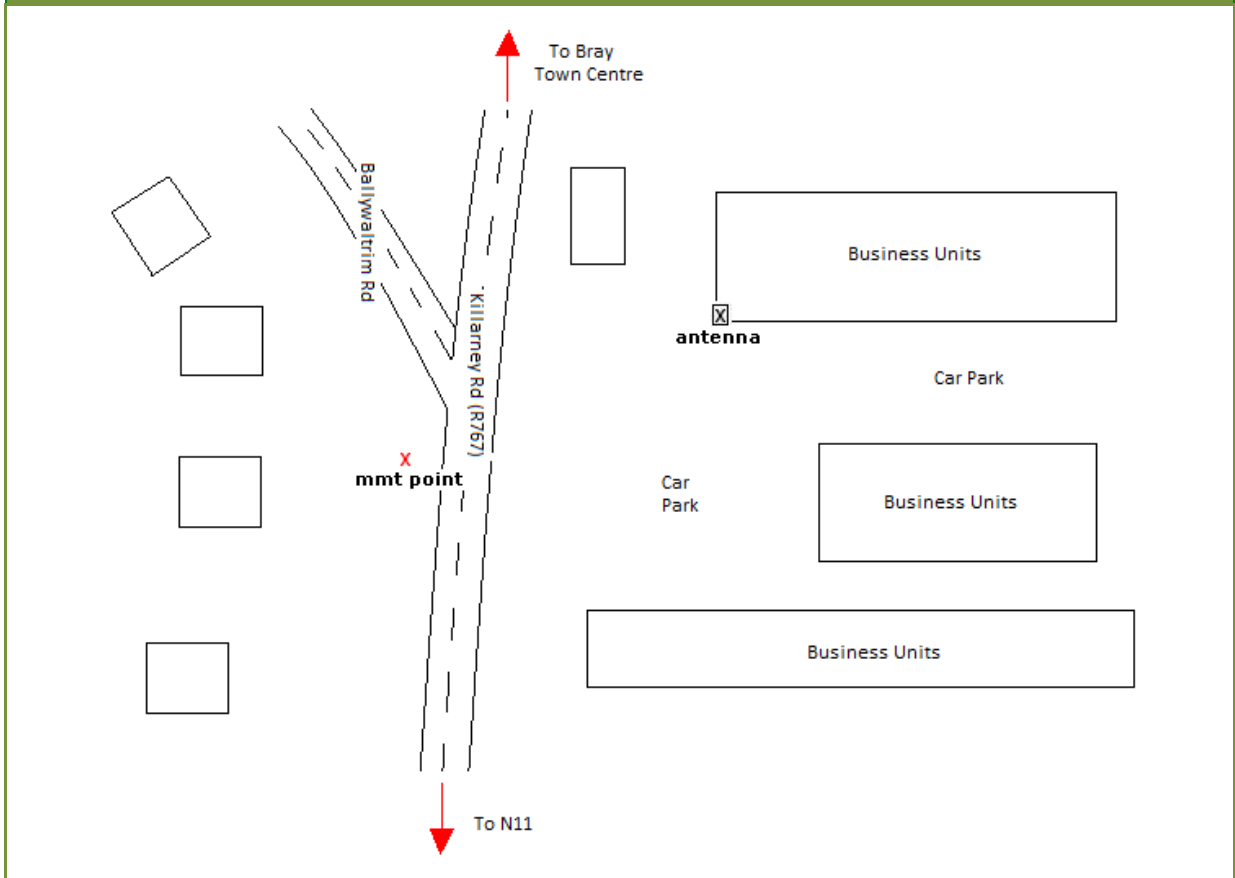 To Bray
Town Centre
Ballywaltrim Rd
Killarney Rd (R767)
Business Units
X
antenna
Car Park
X
mmt point
Car
Park
Business Units
Business Units
To N11